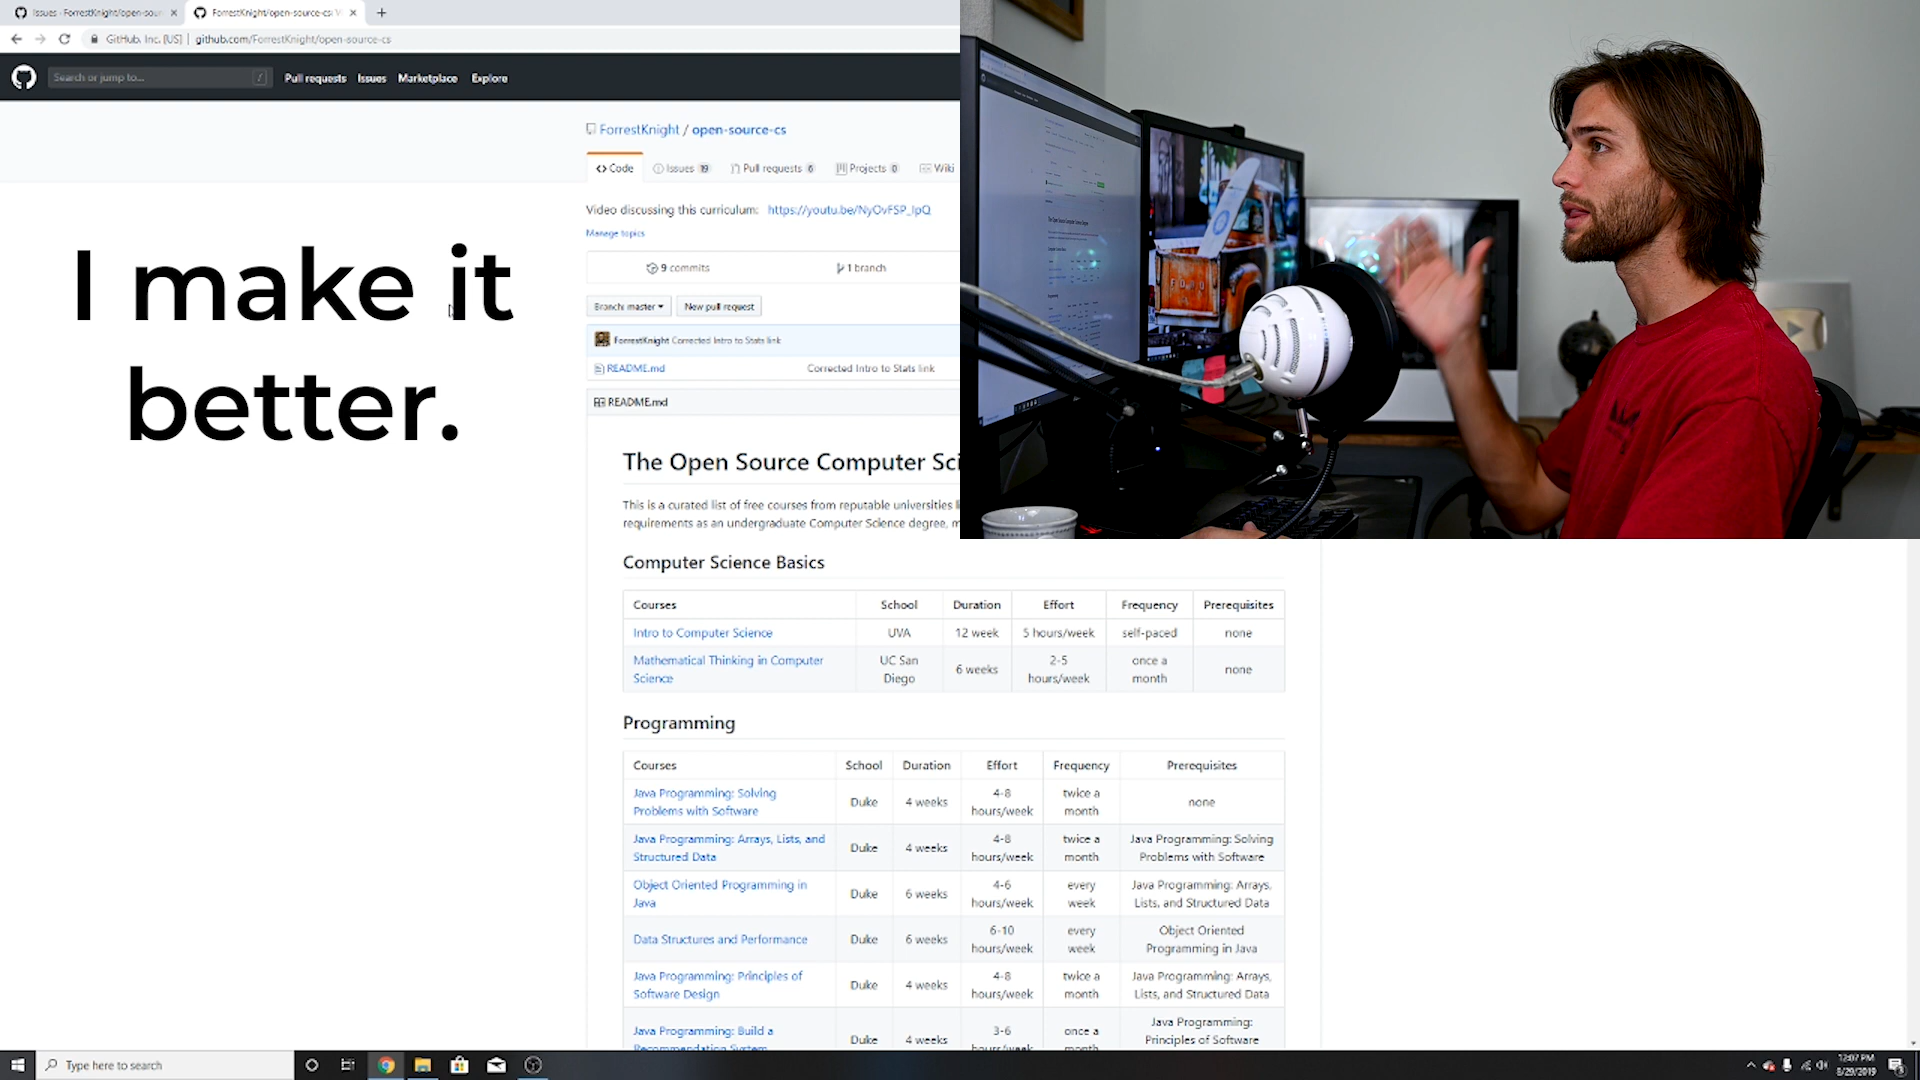 Issues · ForrestKnight/open-sour
ForrestKnight/open-source-cs:
GitHub, Inc. [US] | github.com/ForrestKnight/open-source-cs
Search or jump to... /
Pull requests Issues Marketplace Explore
ForrestKnight / open-source-cs
Code Issues 19 Pull requests 6 Projects 0 Wiki
Video discussing this curriculum: https://youtu.be/NyOvFSP_IpQ
Manage topics
9 commits 1 branch
Branch: master New pull request
ForrestKnight Corrected Intro to Stats link
README.md Corrected Intro to Stats link
README.md
I make it
better.
FORD
The Open Source Computer Sci
This is a curated list of free courses from reputable universities
requirements as an undergraduate Computer Science degree, m
Computer Science Basics
Courses School Duration Effort Frequency Prerequisites
Intro to Computer Science UVA 12 week 5 hours/week self-paced none
Mathematical Thinking in Computer
Science UC San
Diego 6 weeks 2-5
hours/week once a
month none
Programming
Courses School Duration Effort Frequency Prerequisites
Java Programming: Solving
Problems with Software Duke 4 weeks 4-8
hours/week twice a
month none
Java Programming: Arrays, Lists, and
Structured Data Duke 4 weeks 4-8
hours/week twice a
month Java Programming: Solving
Problems with Software
Object Oriented Programming in
Java Duke 6 weeks 4-6
hours/week every
week Java Programming: Arrays,
Lists, and Structured Data
Data Structures and Performance Duke 6 weeks 6-10
hours/week every
week Object Oriented
Programming in Java
Java Programming: Principles of
Software Design Duke 4 weeks 4-8
hours/week twice a
month Java Programming: Arrays,
Lists, and Structured Data
Java Programming: Build a
Recommendation System Duke 4 weeks 3-6
hours/week once a
month Java Programming:
Principles of Software
Type here to search
12:07 PM
8/29/2019